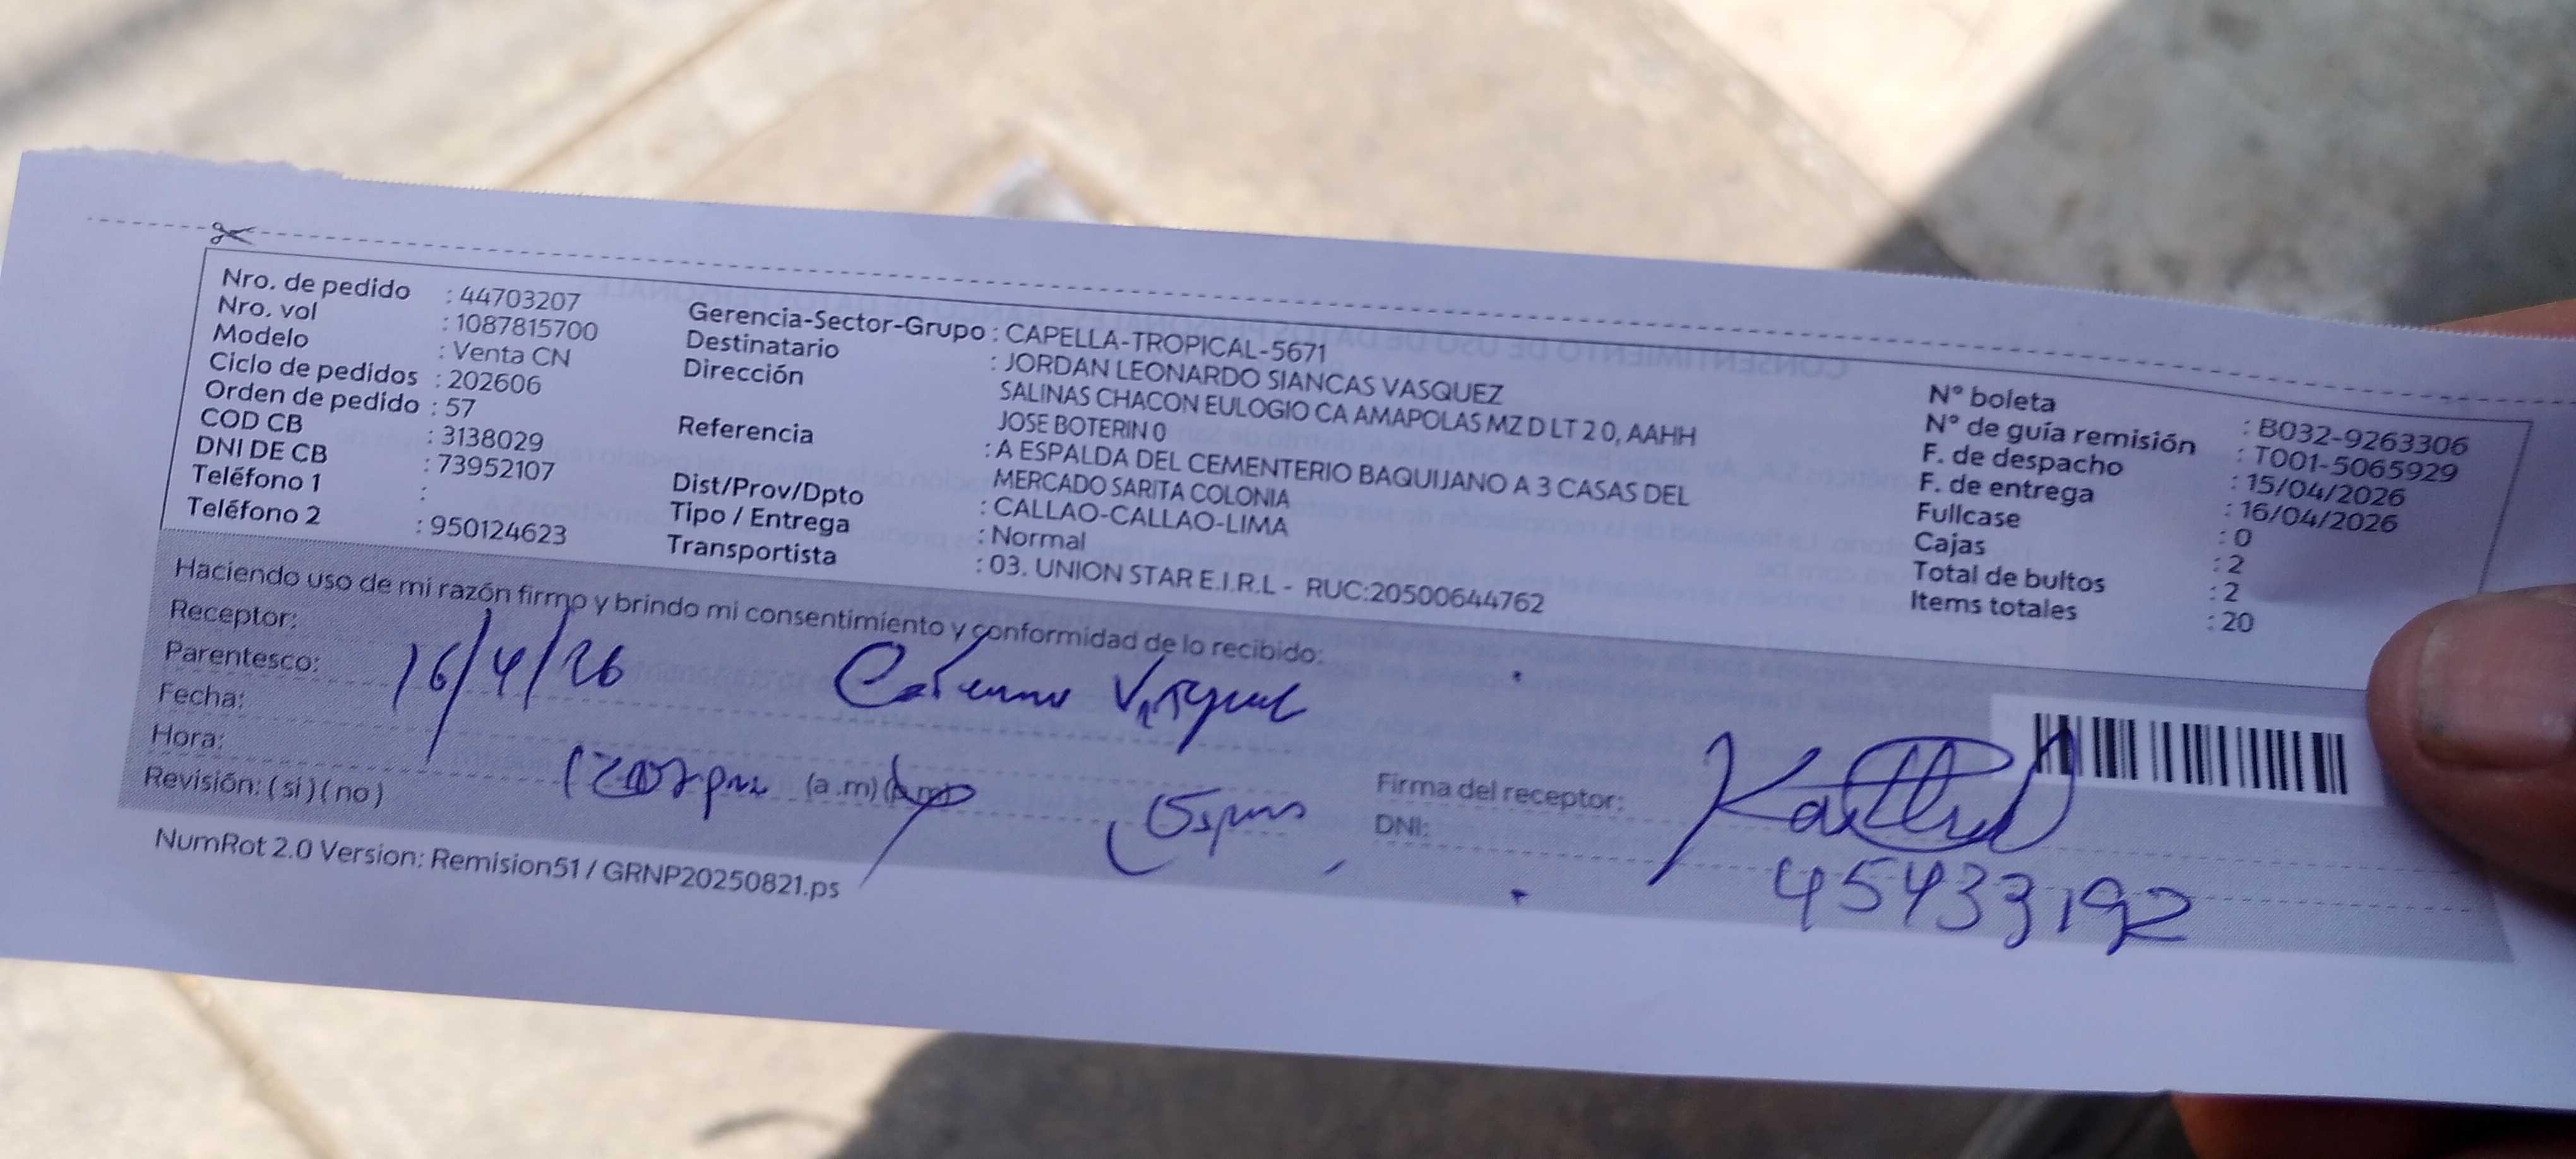 Nro. de pedido : 44703207
Nro. vol : 1087815700
Modelo : Venta CN
Ciclo de pedidos : 202606
Orden de pedido : 57
COD CB : 3138029
DNI DE CB : 73952107
Teléfono 1 :
Teléfono 2 : 950124623
Gerencia-Sector-Grupo : CAPELLA-TROPICAL-5671
Destinatario : JORDAN LEONARDO SIANCAS VASQUEZ
Dirección SALINAS CHACON EULOGIO CA AMAPOLAS MZ D LT 2 0, AAHH
JOSE BOTERIN 0
Referencia : A ESPALDA DEL CEMENTERIO BAQUIJANO A 3 CASAS DEL
MERCADO SARITA COLONIA
Dist/Prov/Dpto : CALLAO-CALLAO-LIMA
Tipo / Entrega : Normal
Transportista : 03. UNION STAR E.I.R.L - RUC:20500644762
N° boleta : B032-9263306
N° de guía remisión : T001-5065929
F. de despacho : 15/04/2026
F. de entrega : 16/04/2026
Fullcase : 0
Cajas : 2
Total de bultos : 2
Items totales : 20
Haciendo uso de mi razón firmo y brindo mi consentimiento y conformidad de lo recibido:
Receptor:
Parentesco: 16/4/26
Fecha:
Hora: (a.m) (p.m)
Revisión: ( si ) ( no )
Firma del receptor:
DNI: 45433192
NumRot 2.0 Version: Remision51 / GRNP20250821.ps